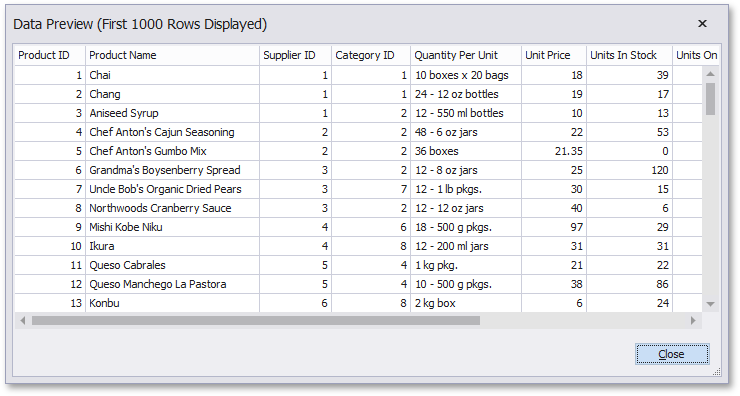 Data Preview (First 1000 Rows Displayed)
Product ID Product Name Supplier ID Category ID Quantity Per Unit Unit Price Units In Stock Units On
1 Chai 1 1 10 boxes x 20 bags 18 39
2 Chang 1 1 24 - 12 oz bottles 19 17
3 Aniseed Syrup 1 2 12 - 550 ml bottles 10 13
4 Chef Anton's Cajun Seasoning 2 2 48 - 6 oz jars 22 53
5 Chef Anton's Gumbo Mix 2 2 36 boxes 21.35 0
6 Grandma's Boysenberry Spread 3 2 12 - 8 oz jars 25 120
7 Uncle Bob's Organic Dried Pears 3 7 12 - 1 lb pkgs. 30 15
8 Northwoods Cranberry Sauce 3 2 12 - 12 oz jars 40 6
9 Mishi Kobe Niku 4 6 18 - 500 g pkgs. 97 29
10 Ikura 4 8 12 - 200 ml jars 31 31
11 Queso Cabrales 5 4 1 kg pkg. 21 22
12 Queso Manchego La Pastora 5 4 10 - 500 g pkgs. 38 86
13 Konbu 6 8 2 kg box 6 24
Close